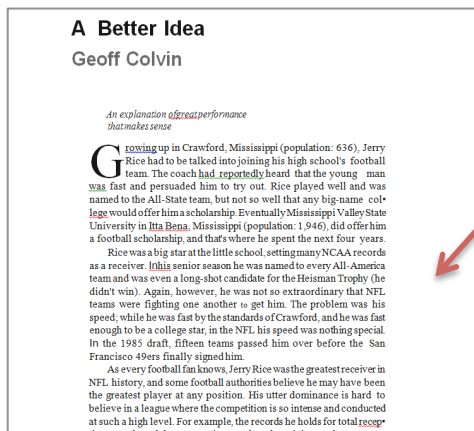 A Better Idea
Geoff Colvin
An explanation ofgreatperformance
thatmakessense
Growing up in Crawford, Mississippi (population: 636), Jerry
Rice had to be talked into joining his high school's football
team. The coach had reportedly heard that the young man
was fast and persuaded him to try out. Rice played well and was
named to the All-State team, but not so well that any big-name col•
lege would offer him a scholarship. Eventually Mississippi Valley State
University in Itta Bena, Mississippi (population: 1,946), did offer him
a football scholarship, and that's where he spent the next four years.
Rice was a big star at the little school, setting many NCAA records
as a receiver. Inhis senior season he was named to every All-America
team and was even a long-shot candidate for the Heisman Trophy (he
didn't win). Again, however, he was not so extraordinary that NFL
teams were fighting one another to get him. The problem was his
speed; while he was fast by the standards of Crawford, and he was fast
enough to be a college star, in the NFL his speed was nothing special.
In the 1985 draft, fifteen teams passed him over before the San
Francisco 49ers finally signed him.
As every football fan knows, Jerry Rice was the greatest receiver in
NFL history, and some football authorities believe he may have been
the greatest player at any position. His utter dominance is hard to
believe in a league where the competition is so intense and conducted
at such a high level. For example, the records he holds for total recep•